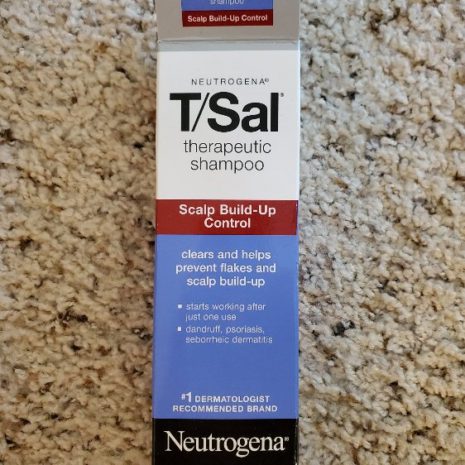 shampoo
Scalp Build-Up Control
NEUTROGENA®
T/Sal®
therapeutic
shampoo
Scalp Build-Up
Control
clears and helps
prevent flakes and
scalp build-up
■ starts working after
just one use
■ dandruff, psoriasis,
seborrheic dermatitis
#1 DERMATOLOGIST
RECOMMENDED BRAND
Neutrogena®